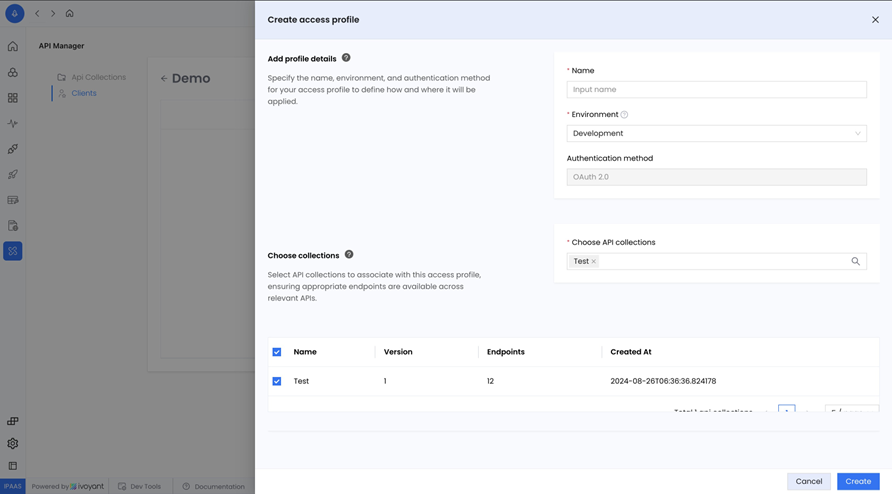 Create access profile
API Manager
Api Collections
Clients
Demo
Add profile details
Specify the name, environment, and authentication method
for your access profile to define how and where it will be
applied.
* Name
Input name
* Environment
Development
Authentication method
OAuth 2.0
Choose collections
Select API collections to associate with this access profile,
ensuring appropriate endpoints are available across
relevant APIs.
* Choose API collections
Test
Name Version Endpoints Created At
Test 1 12 2024-08-26T06:36:36.824178
Total 1 api collections 1 5 /
iPAAS Powered by ivoyant Dev Tools Documentation
Cancel Create